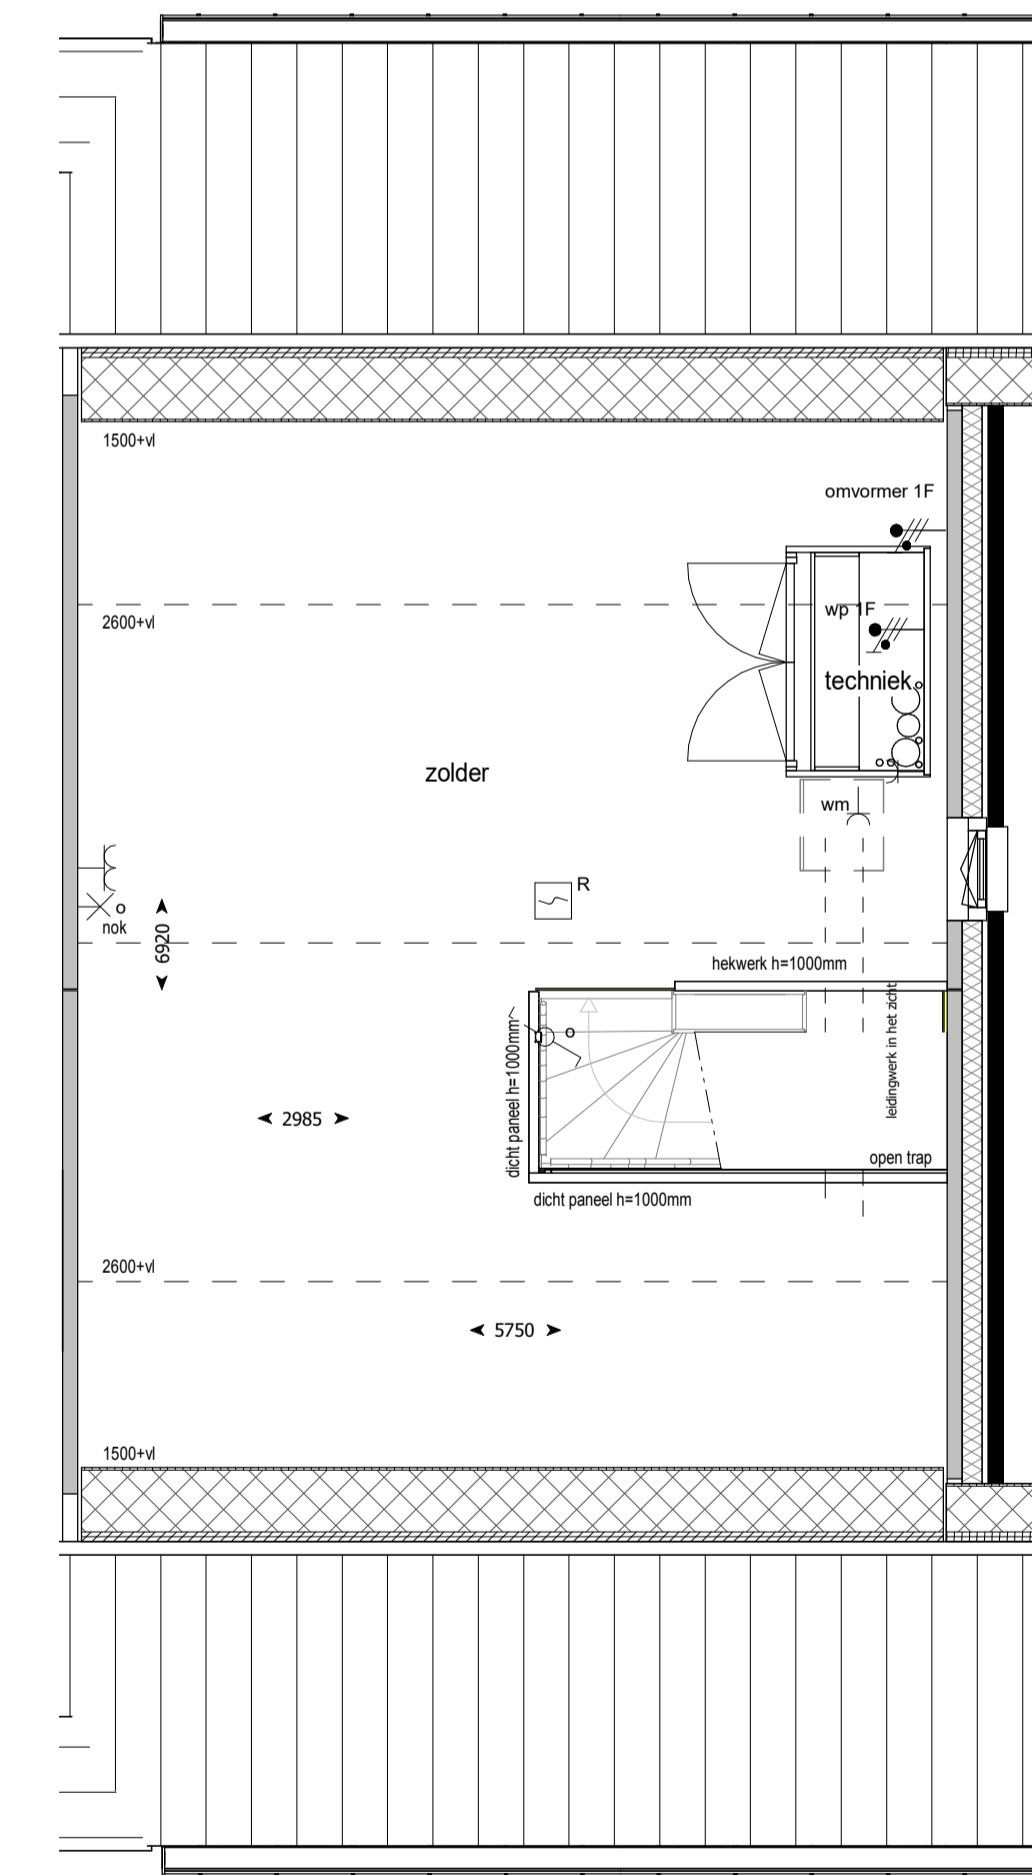 1500+vl
omvormer 1F
wp 1F
2600+vl
techniek
zolder
wm
R
o
nok
6920
hekwerk h=1000mm
leidingwerk in het zicht
dicht paneel h=1000mm
o
2985
open trap
dicht paneel h=1000mm
2600+vl
5750
1500+vl